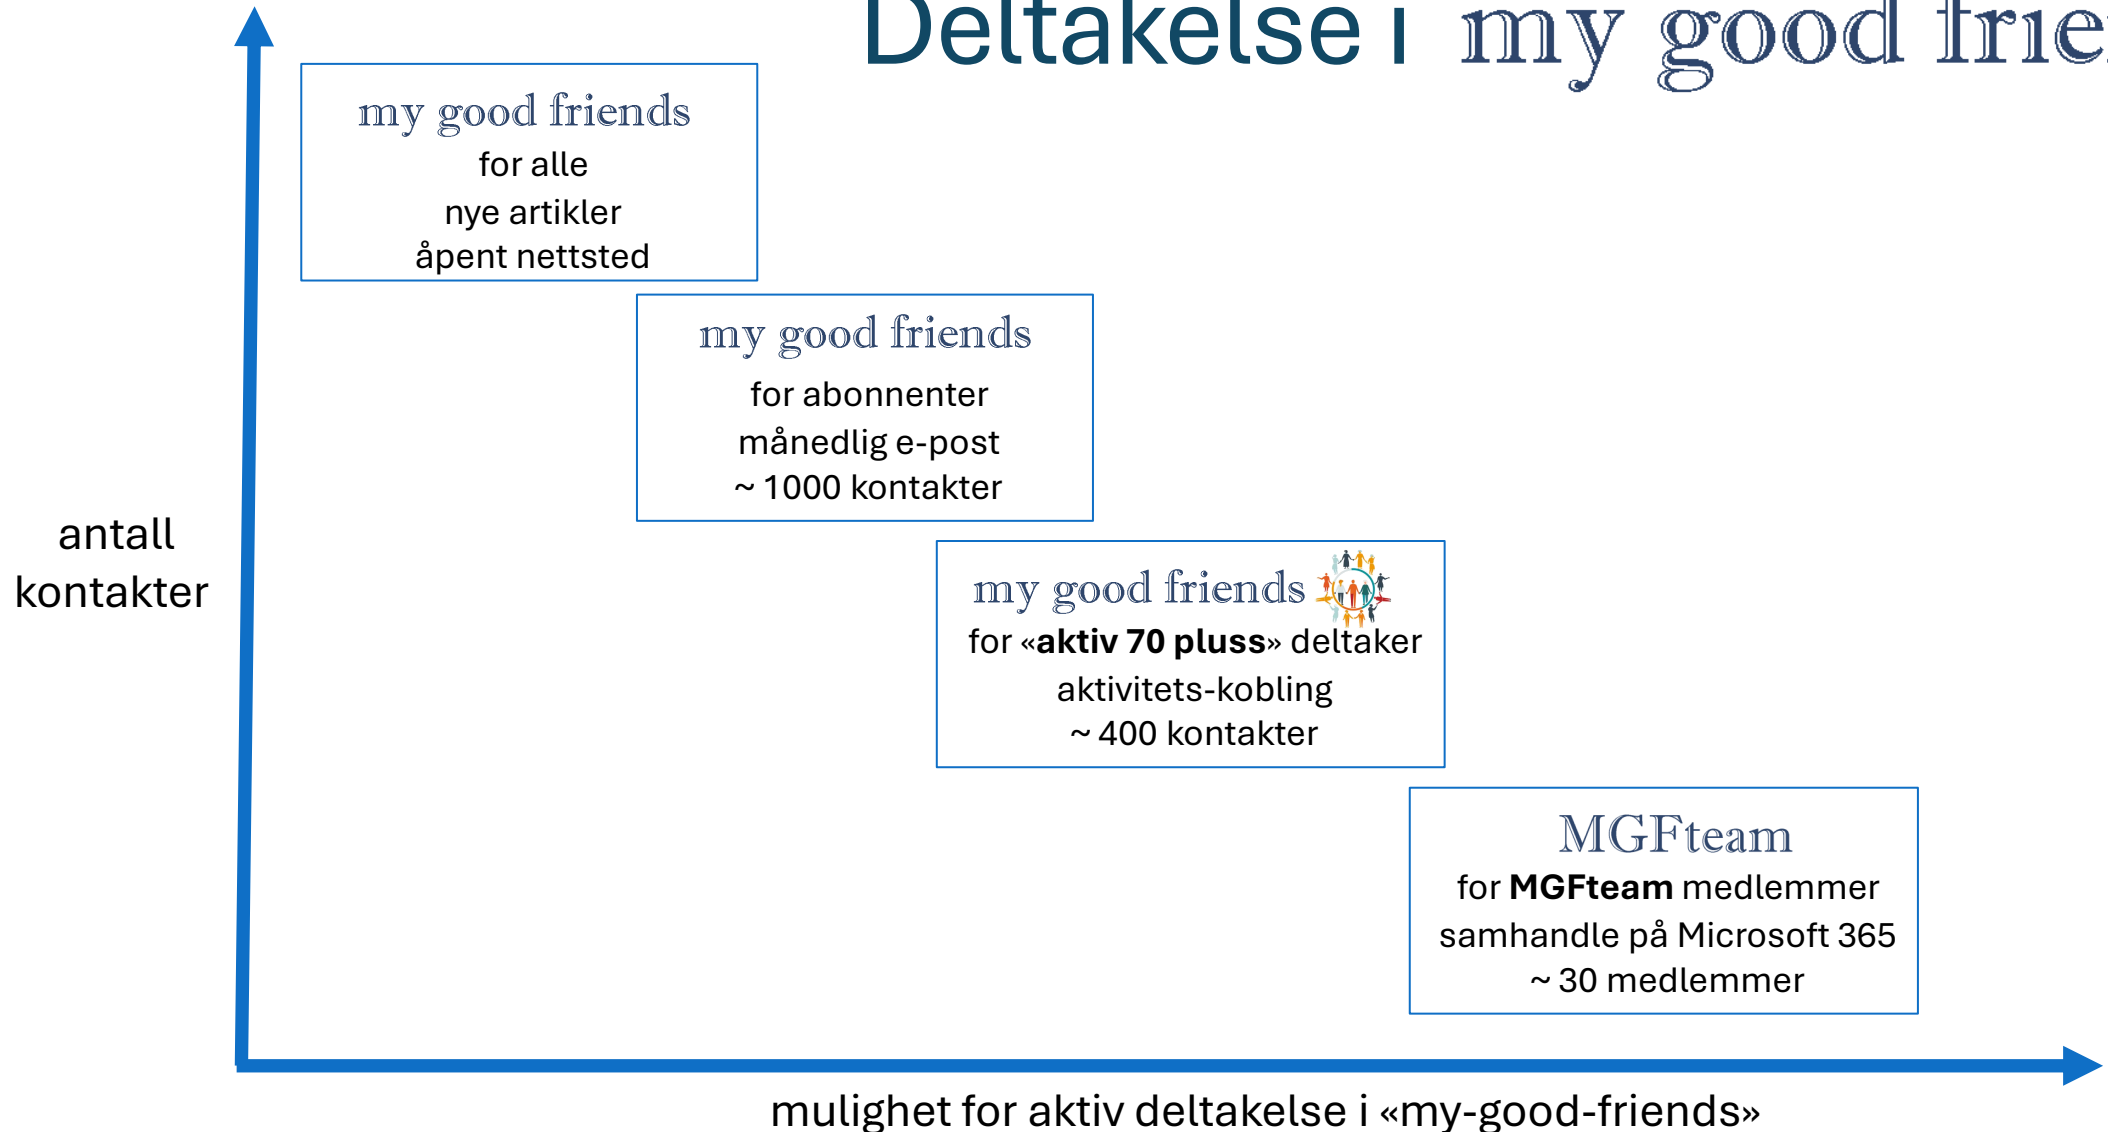 Deltakelse i my good frie
my good friends
for alle
nye artikler
åpent nettsted
my good friends
for abonnenter
månedlig e-post
~ 1000 kontakter
antall
kontakter
my good friends
for «aktiv 70 pluss» deltaker
aktivitets-kobling
~ 400 kontakter
MGFteam
for MGFteam medlemmer
samhandle på Microsoft 365
~ 30 medlemmer
mulighet for aktiv deltakelse i «my-good-friends»